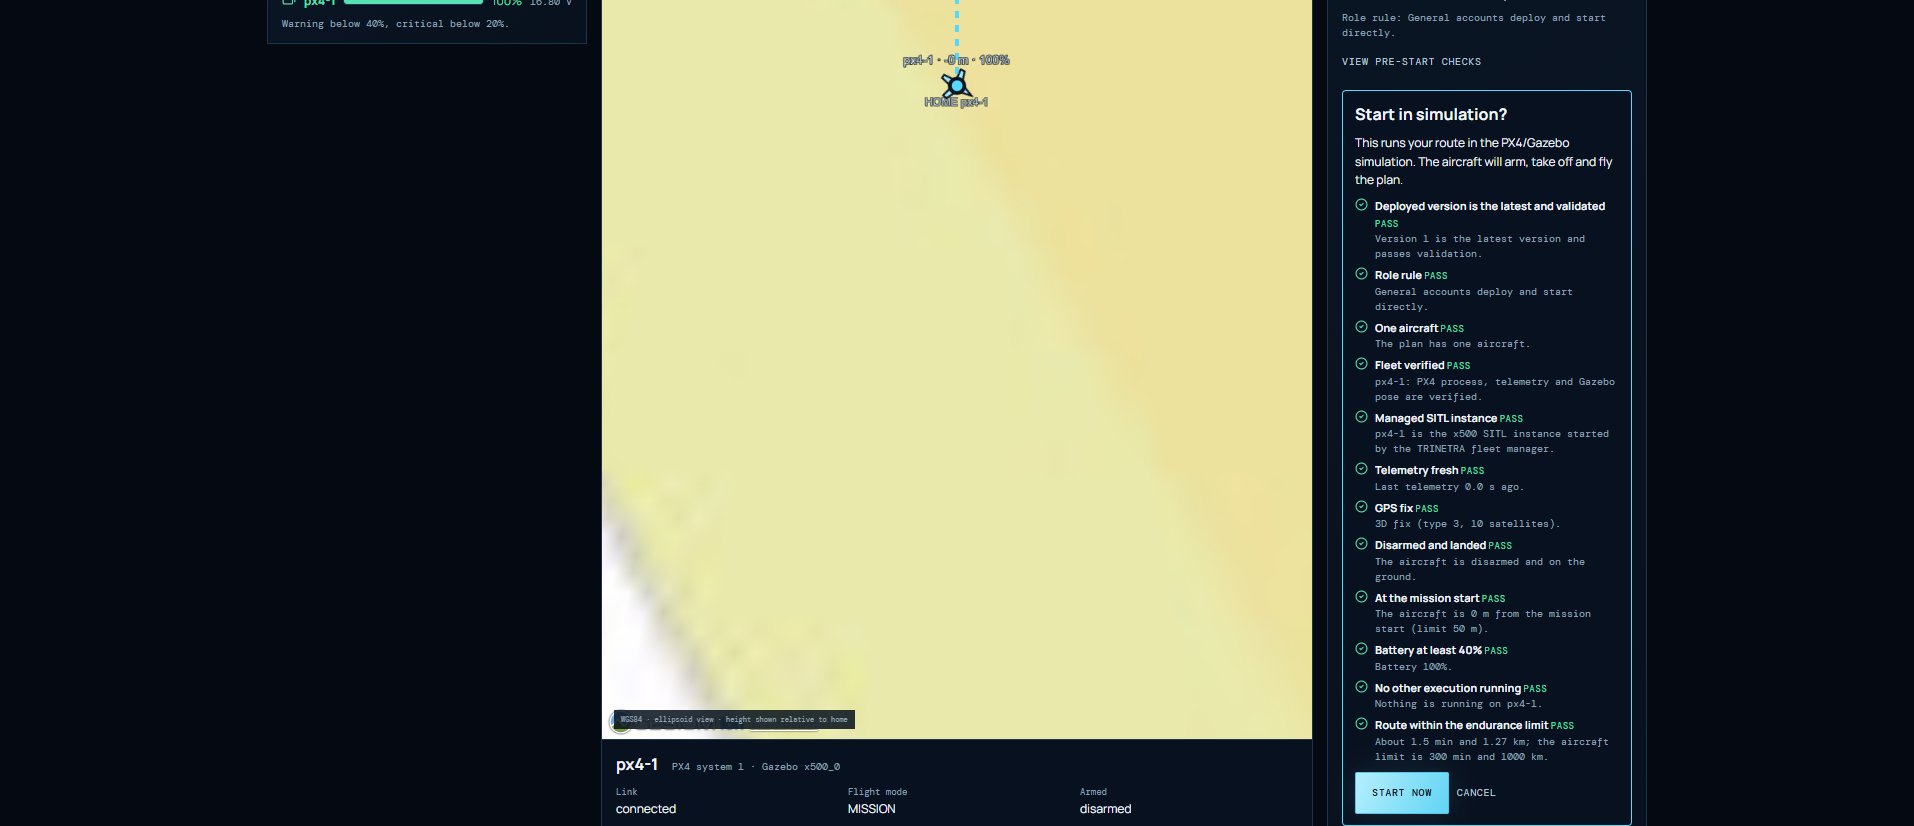 px4-1 100% 16.80 V
Warning below 40%, critical below 20%.
px4-1 · -0 m · 100%
HOME px4-1
WGS84 · ellipsoid view · height shown relative to home
px4-1 PX4 system 1 · Gazebo x500_0
Link Flight mode Armed
connected MISSION disarmed
Role rule: General accounts deploy and start
directly.
VIEW PRE-START CHECKS
Start in simulation?
This runs your route in the PX4/Gazebo
simulation. The aircraft will arm, take off and fly
the plan.
Deployed version is the latest and validated
PASS
Version 1 is the latest version and
passes validation.
Role rule PASS
General accounts deploy and start
directly.
One aircraft PASS
The plan has one aircraft.
Fleet verified PASS
px4-1: PX4 process, telemetry and Gazebo
pose are verified.
Managed SITL instance PASS
px4-1 is the x500 SITL instance started
by the TRINETRA fleet manager.
Telemetry fresh PASS
Last telemetry 0.0 s ago.
GPS fix PASS
3D fix (type 3, 10 satellites).
Disarmed and landed PASS
The aircraft is disarmed and on the
ground.
At the mission start PASS
The aircraft is 0 m from the mission
start (limit 50 m).
Battery at least 40% PASS
Battery 100%.
No other execution running PASS
Nothing is running on px4-1.
Route within the endurance limit PASS
About 1.5 min and 1.27 km; the aircraft
limit is 300 min and 1000 km.
START NOW CANCEL